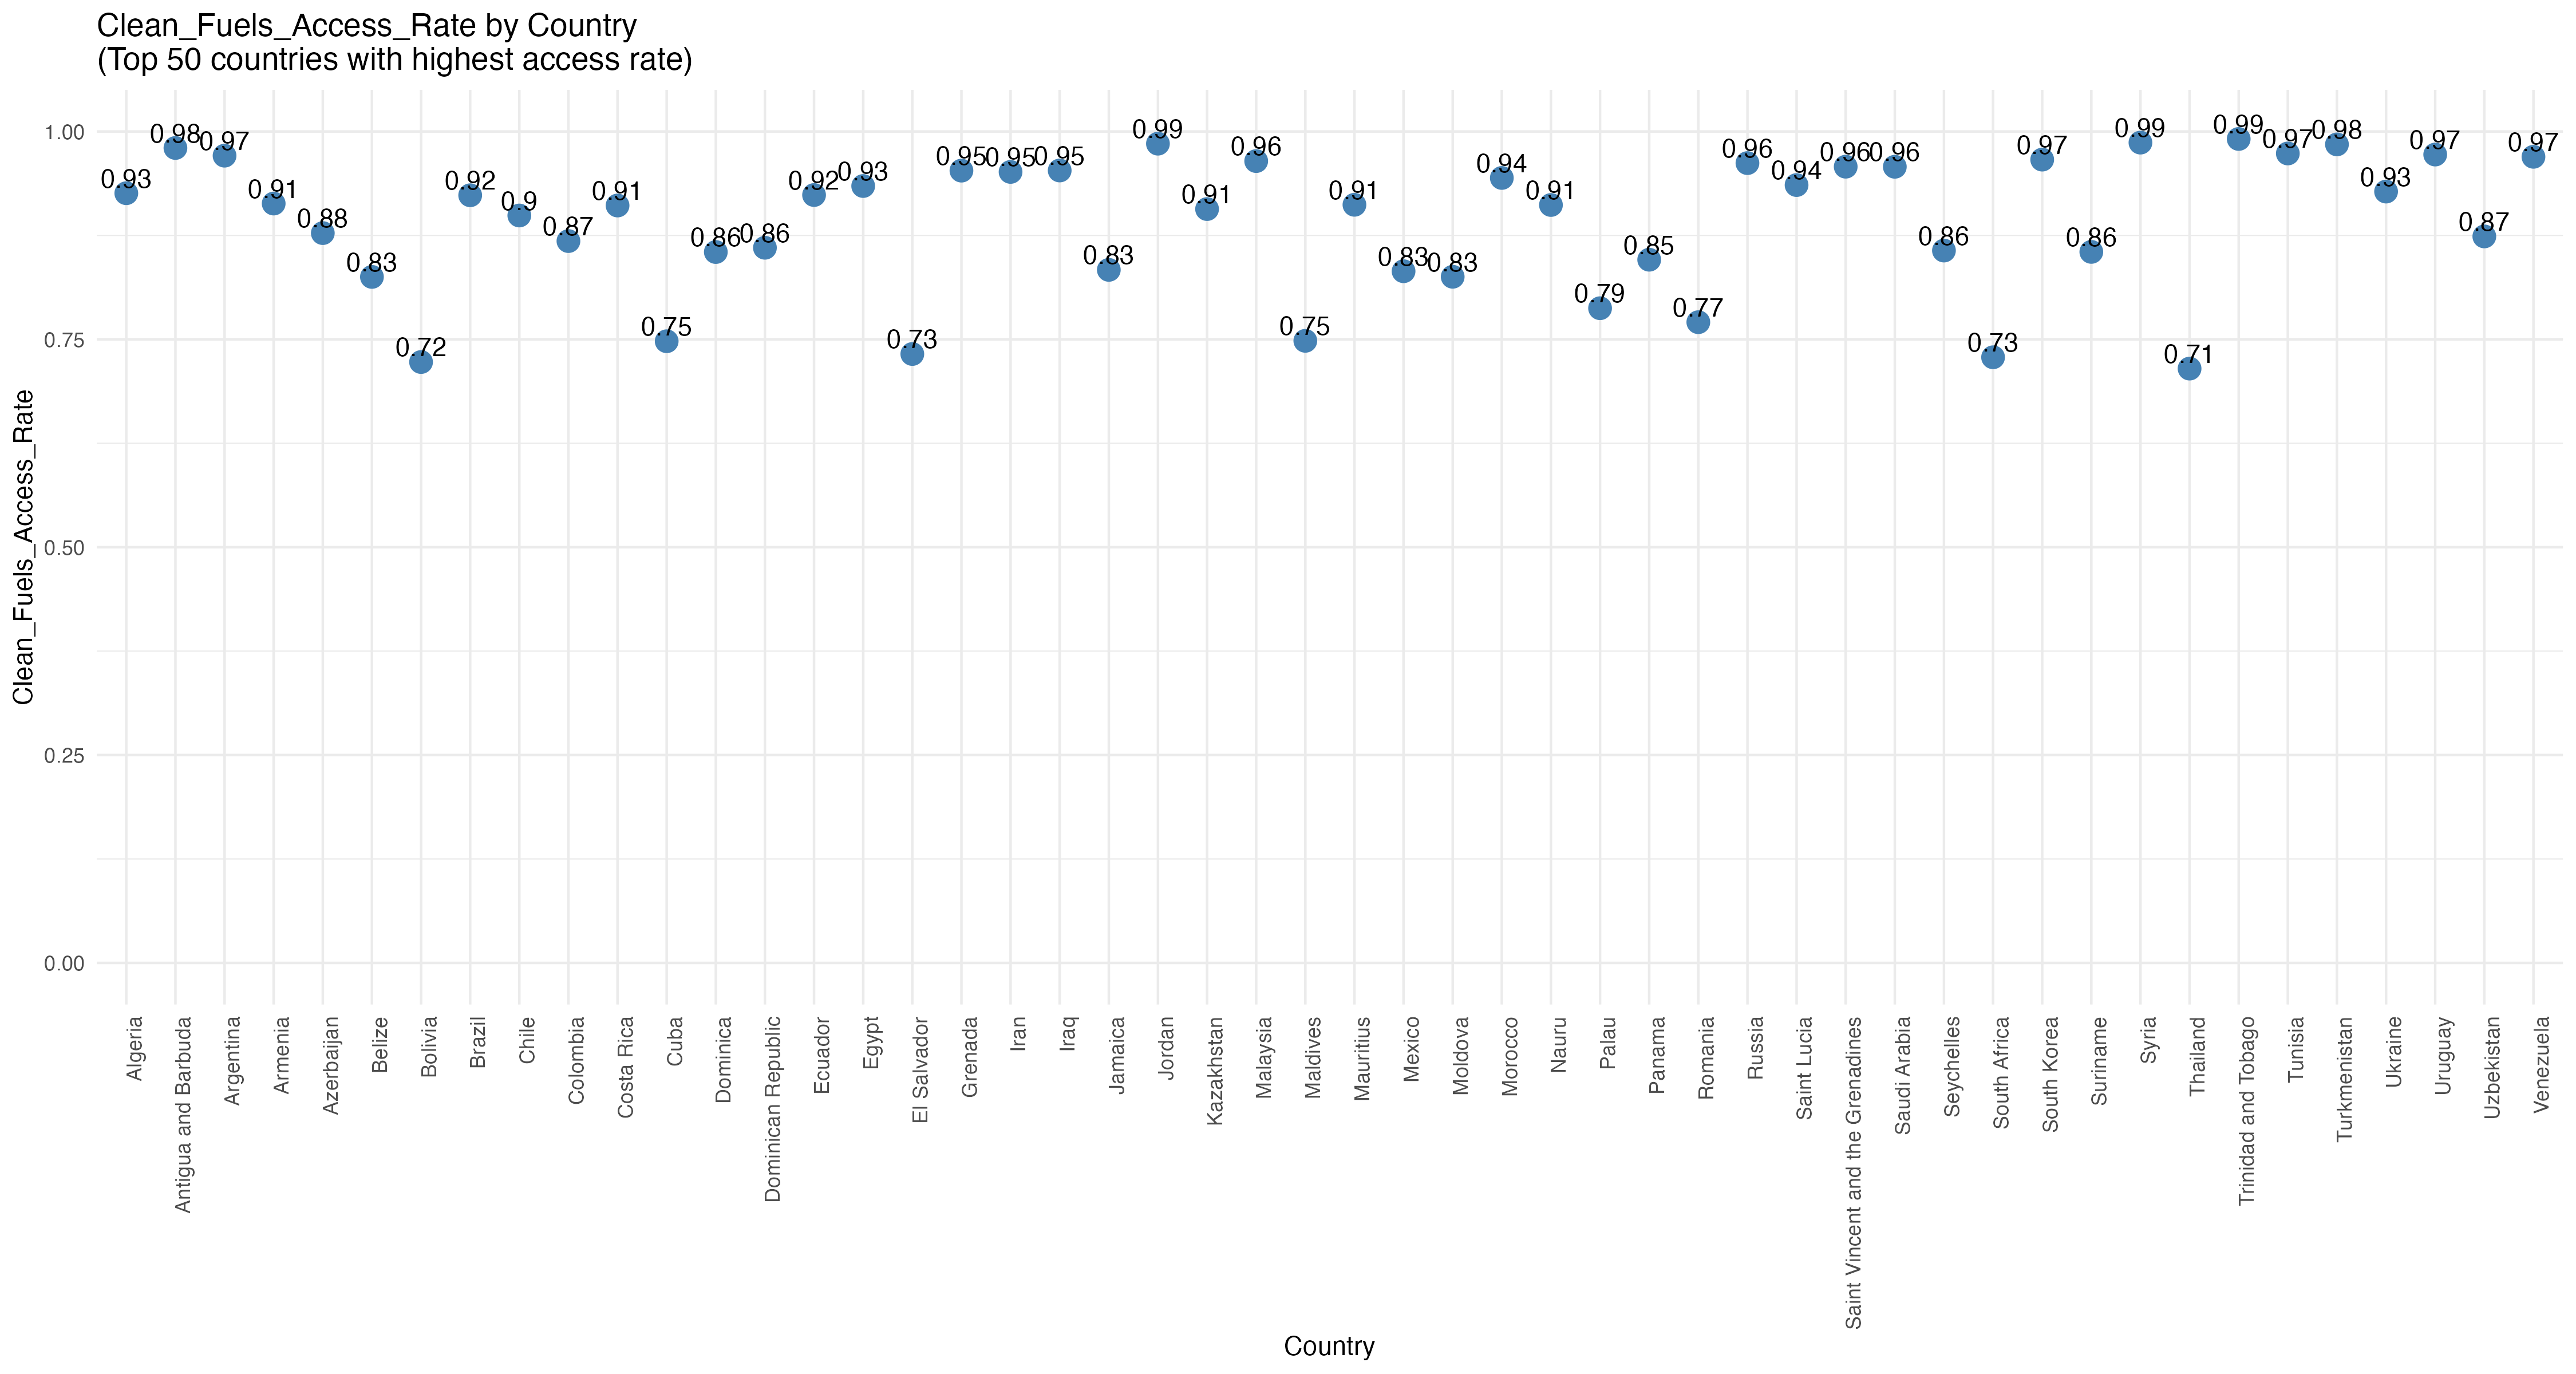 Clean_Fuels_Access_Rate by Country
(Top 50 countries with highest access rate)
Clean_Fuels_Access_Rate
1.00
0.75
0.50
0.25
0.00
0.93
0.98
0.97
0.91
0.88
0.83
0.72
0.92
0.9
0.87
0.91
0.75
0.86
0.86
0.92
0.93
0.73
0.95
0.95
0.95
0.83
0.99
0.91
0.96
0.75
0.91
0.83
0.83
0.94
0.91
0.79
0.85
0.77
0.96
0.94
0.96
0.96
0.86
0.73
0.97
0.86
0.99
0.71
0.99
0.97
0.98
0.93
0.97
0.87
0.97
Algeria
Antigua and Barbuda
Argentina
Armenia
Azerbaijan
Belize
Bolivia
Brazil
Chile
Colombia
Costa Rica
Cuba
Dominica
Dominican Republic
Ecuador
Egypt
El Salvador
Grenada
Iran
Iraq
Jamaica
Jordan
Kazakhstan
Malaysia
Maldives
Mauritius
Mexico
Moldova
Morocco
Nauru
Palau
Panama
Romania
Russia
Saint Lucia
Saint Vincent and the Grenadines
Saudi Arabia
Seychelles
South Africa
South Korea
Suriname
Syria
Thailand
Trinidad and Tobago
Tunisia
Turkmenistan
Ukraine
Uruguay
Uzbekistan
Venezuela
Country